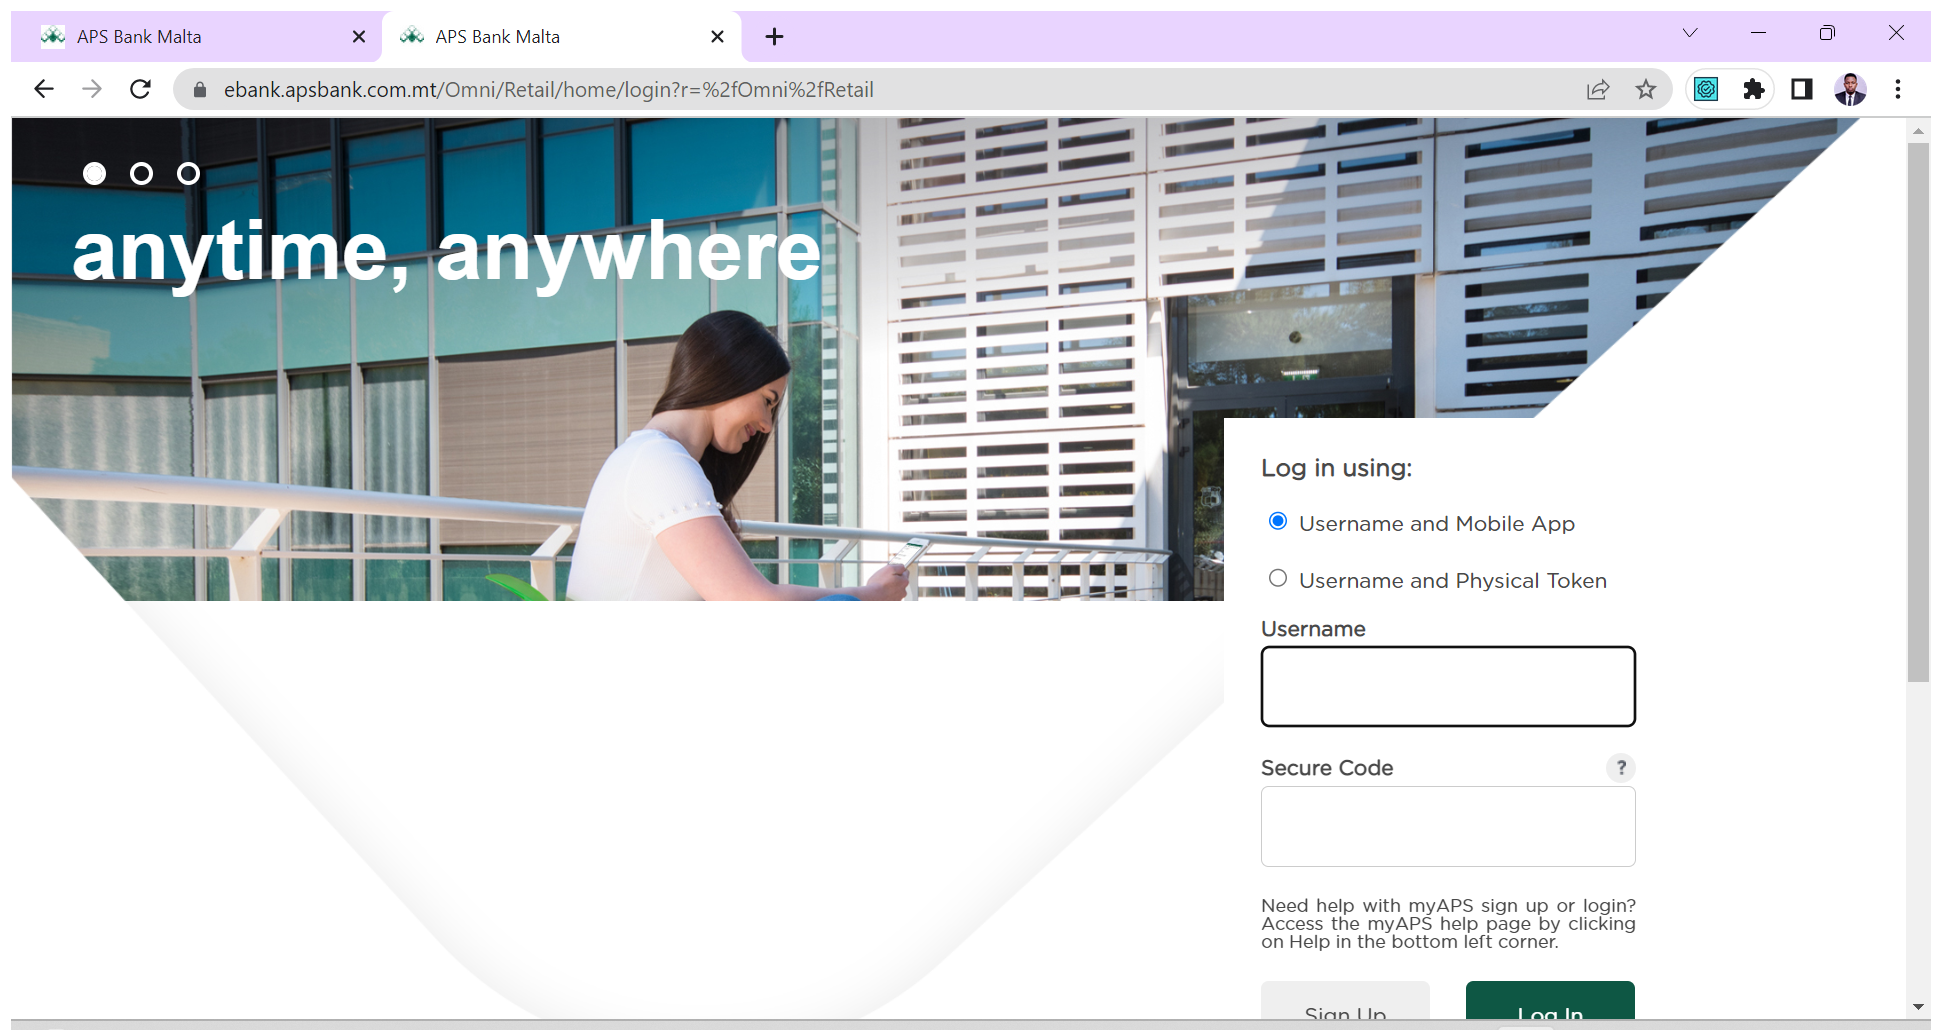 APS Bank Malta
APS Bank Malta
ebank.apsbank.com.mt/Omni/Retail/home/login?r=%2fOmni%2fRetail
anytime, anywhere
Log in using:
Username and Mobile App
Username and Physical Token
Username
Secure Code
?
Need help with myAPS sign up or login?
Access the myAPS help page by clicking
on Help in the bottom left corner.
Sign Up
Log In